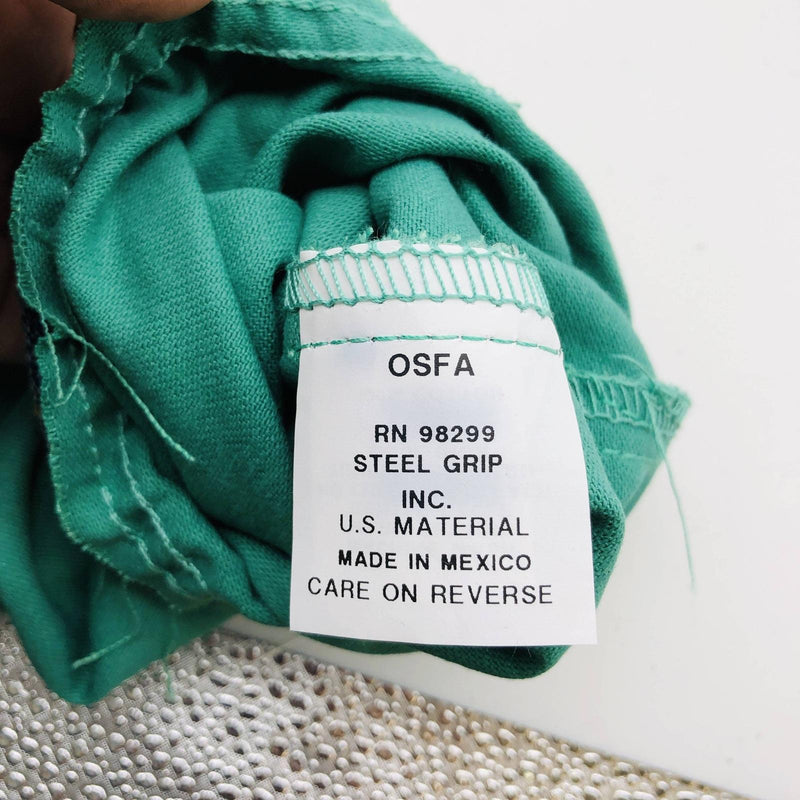 OSFA
RN 98299
STEEL GRIP
INC.
U.S. MATERIAL
MADE IN MEXICO
CARE ON REVERSE